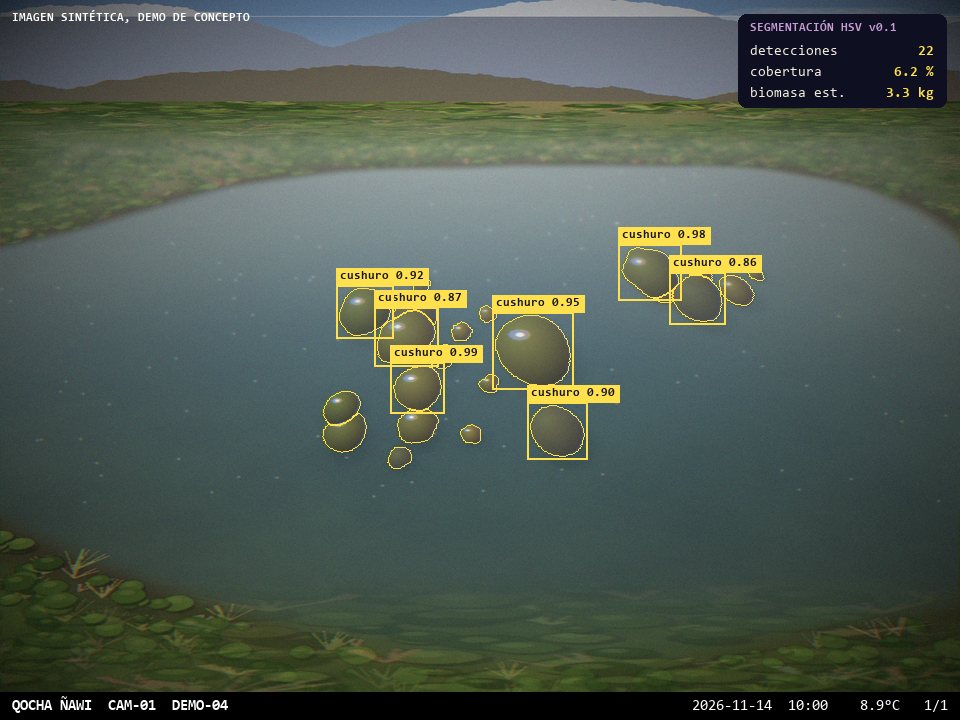 IMAGEN SINTÉTICA, DEMO DE CONCEPTO
SEGMENTACIÓN HSV v0.1
detecciones 22
cobertura 6.2 %
biomasa est. 3.3 kg
cushuro 0.98
cushuro 0.86
cushuro 0.92
cushuro 0.87
cushuro 0.95
cushuro 0.99
cushuro 0.90
QOCHA ÑAWI CAM-01 DEMO-04 2026-11-14 10:00 8.9°C 1/1